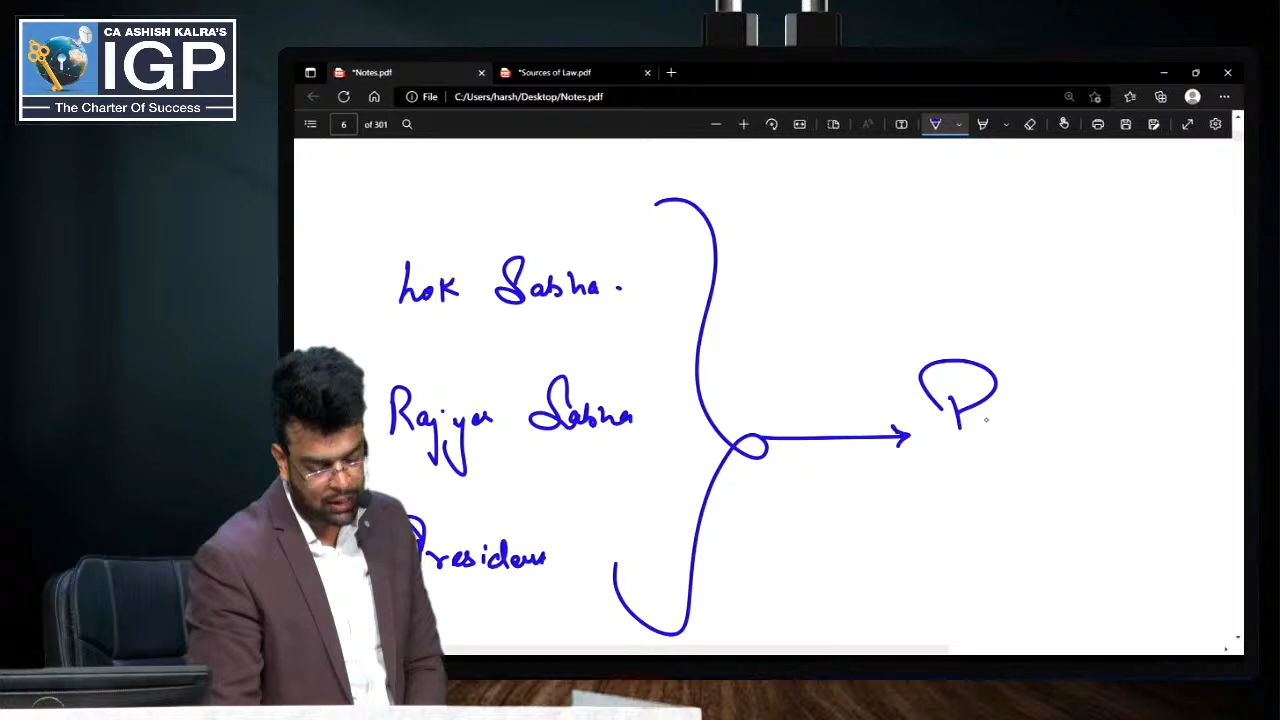 CA ASHISH KALRA'S
IGP
The Charter Of Success
*Notes.pdf
*Sources of Law.pdf
File C:/Users/harsh/Desktop/Notes.pdf
6 of 301
Lok Sabha.
Rajya Sabha
President
P